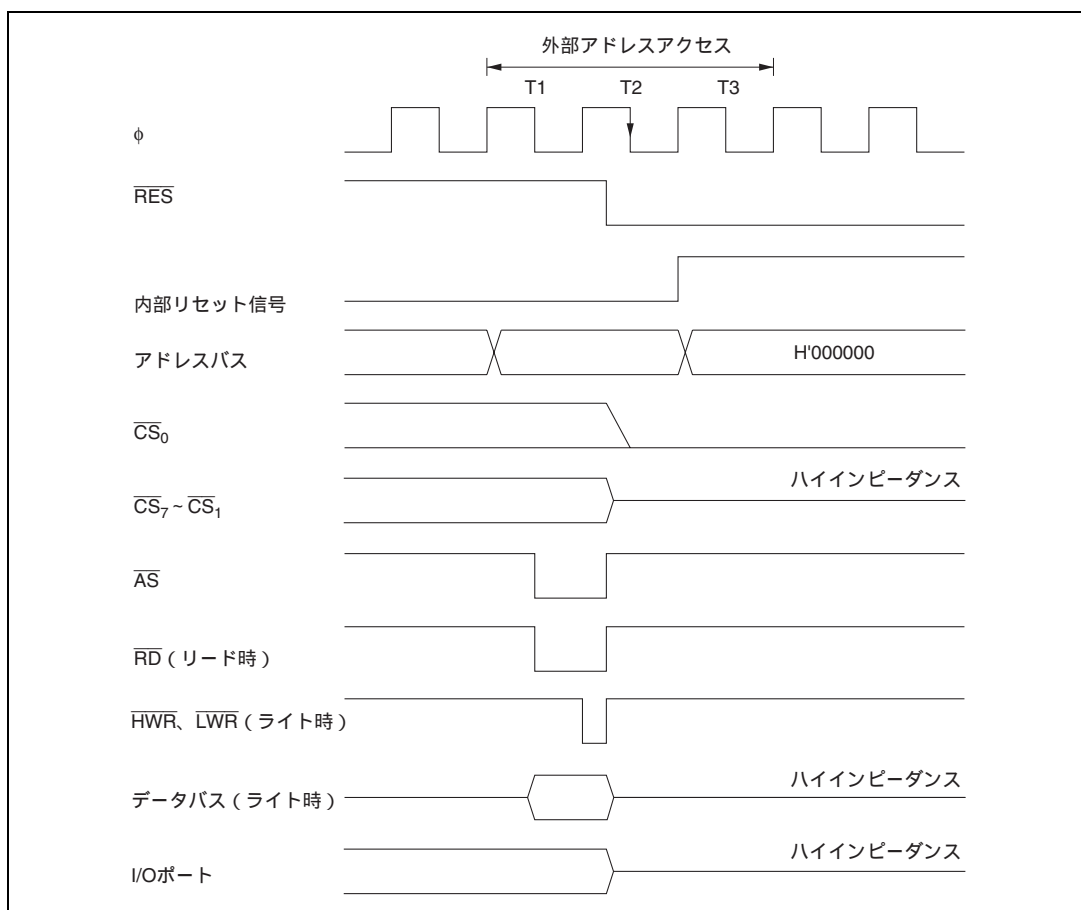 外部アドレスアクセス
T1 T2 T3
φ
RES
内部リセット信号
アドレスバス H'000000
CS0
CS7~CS1 ハイインピーダンス
AS
RD(リード時)
HWR、LWR(ライト時)
データバス(ライト時) ハイインピーダンス
I/Oポート ハイインピーダンス